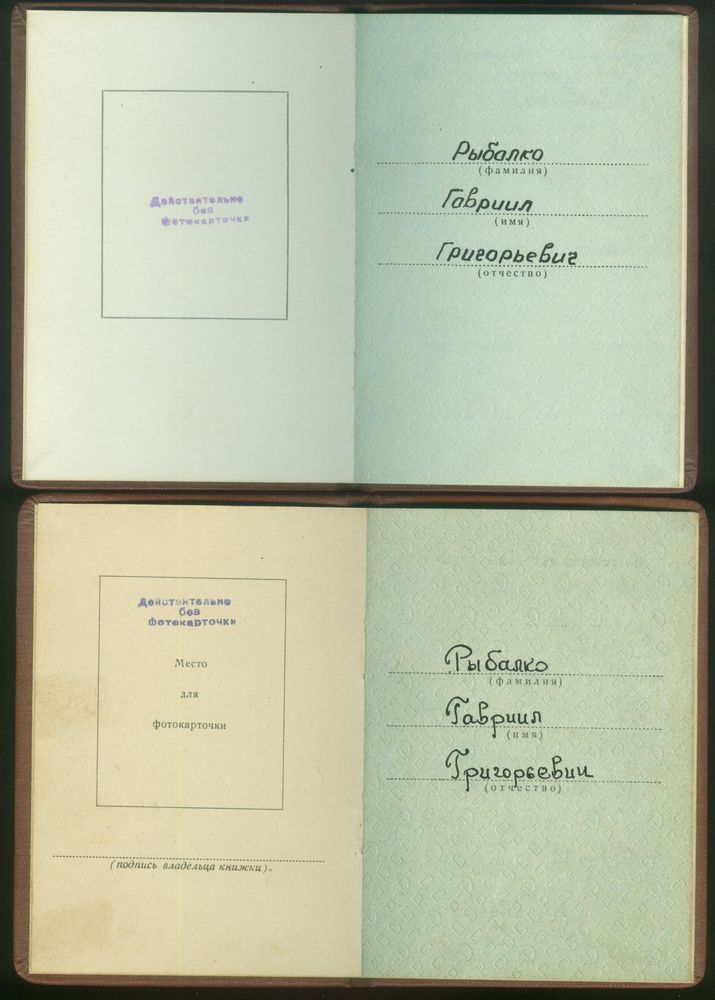 Действительно
без
фотокарточки
Рыбалко
(фамилия)
Гавриил
(имя)
Григорьевич
(отчество)
Действительно
без
фотокарточки
Место
для
фотокарточки
(подпись владельца книжки).
Рыбалко
(фамилия)
Гавриил
(имя)
Григорьевич
(отчество)